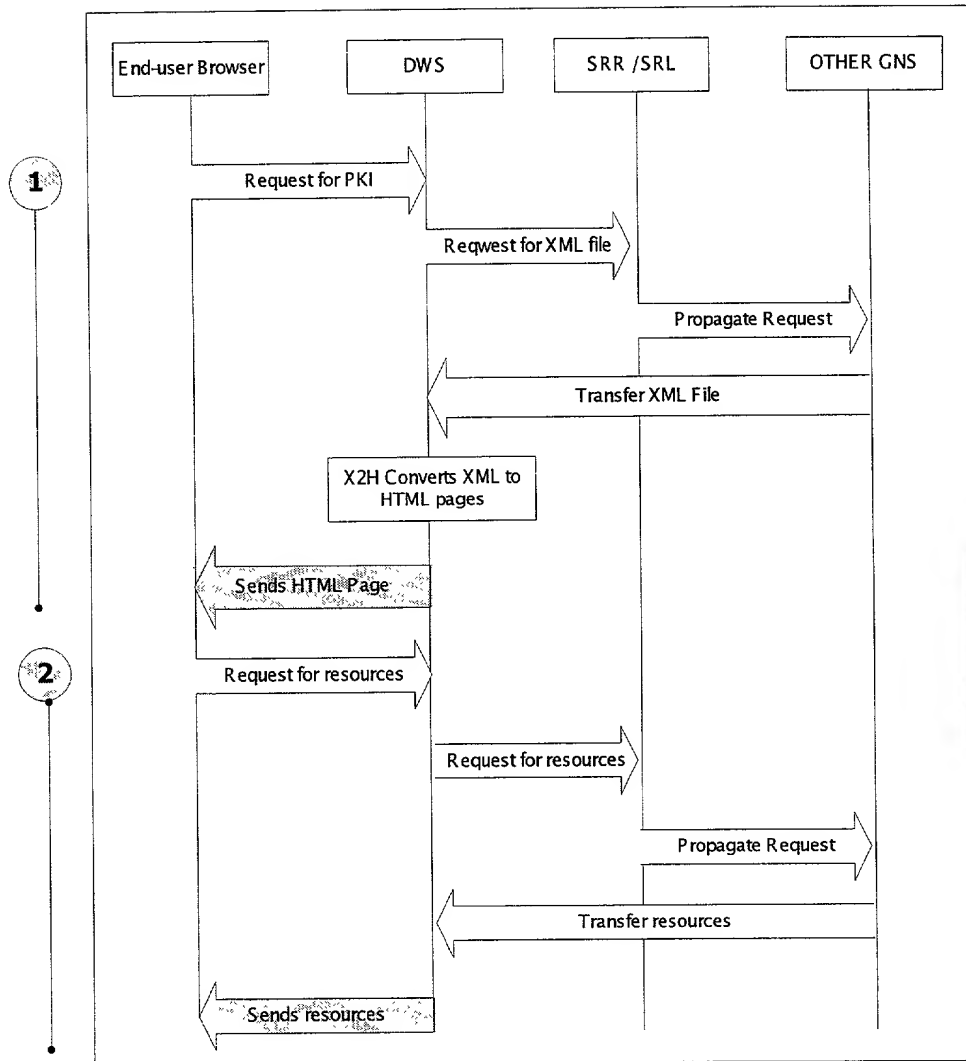 End-user Browser
DWS
SRR /SRL
OTHER GNS
1
Request for PKI
Reqwest for XML file
Propagate Request
Transfer XML File
X2H Converts XML to
HTML pages
Sends HTML Page
2
Request for resources
Request for resources
Propagate Request
Transfer resources
Sends resources